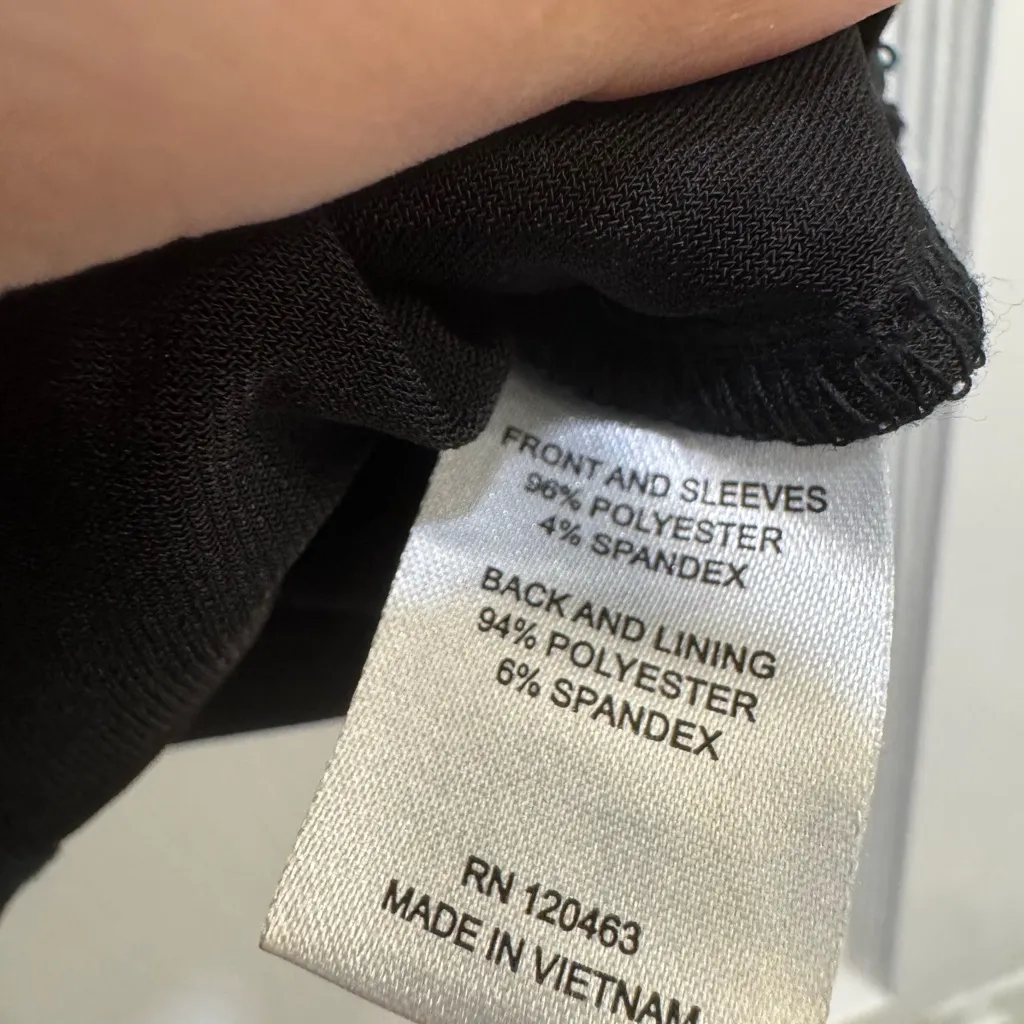 FRONT AND SLEEVES
96% POLYESTER
4% SPANDEX
BACK AND LINING
94% POLYESTER
6% SPANDEX
RN 120463
MADE IN VIETNAM